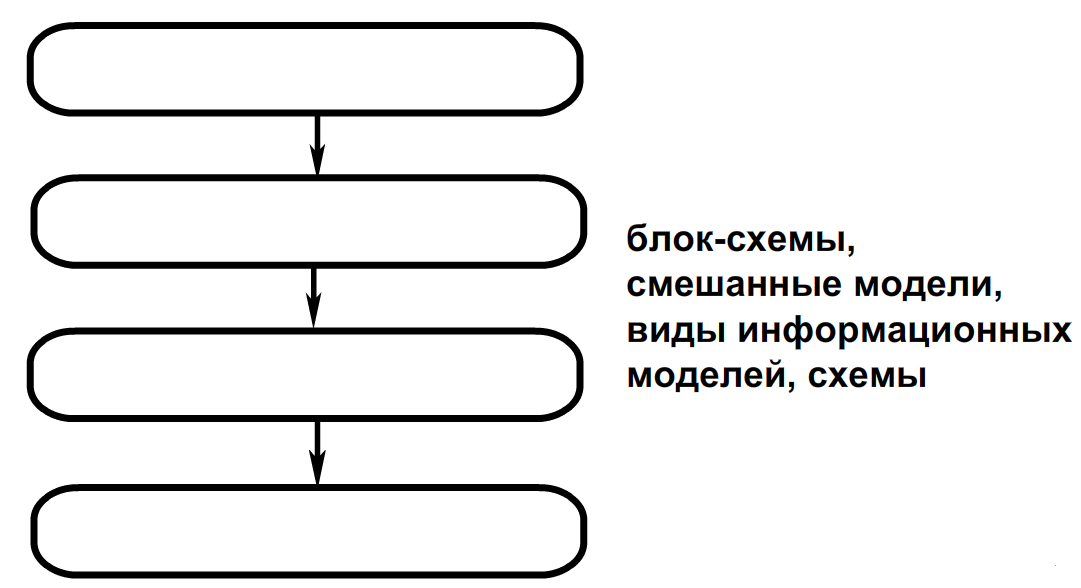 блок-схемы,
смешанные модели,
виды информационных
моделей, схемы